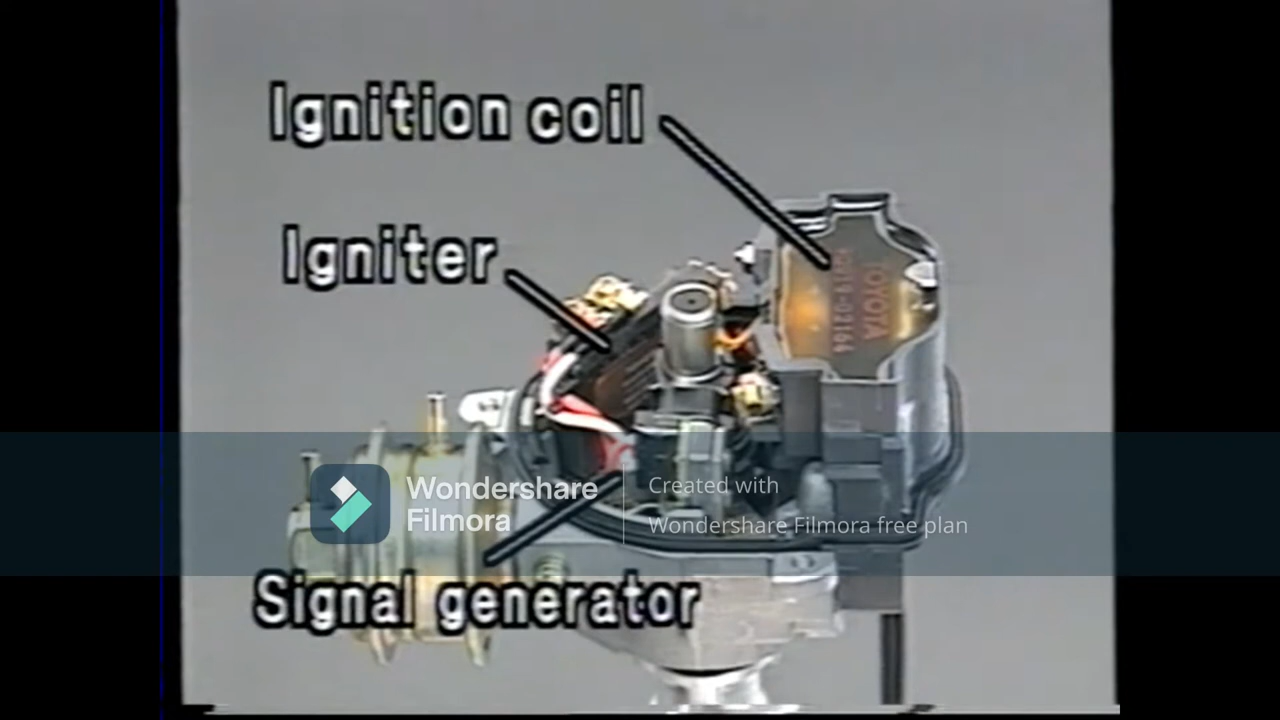 Ignition coil
Igniter
TOYOTA
Wondershare
Filmora
Created with
Wondershare Filmora free plan
Signal generator